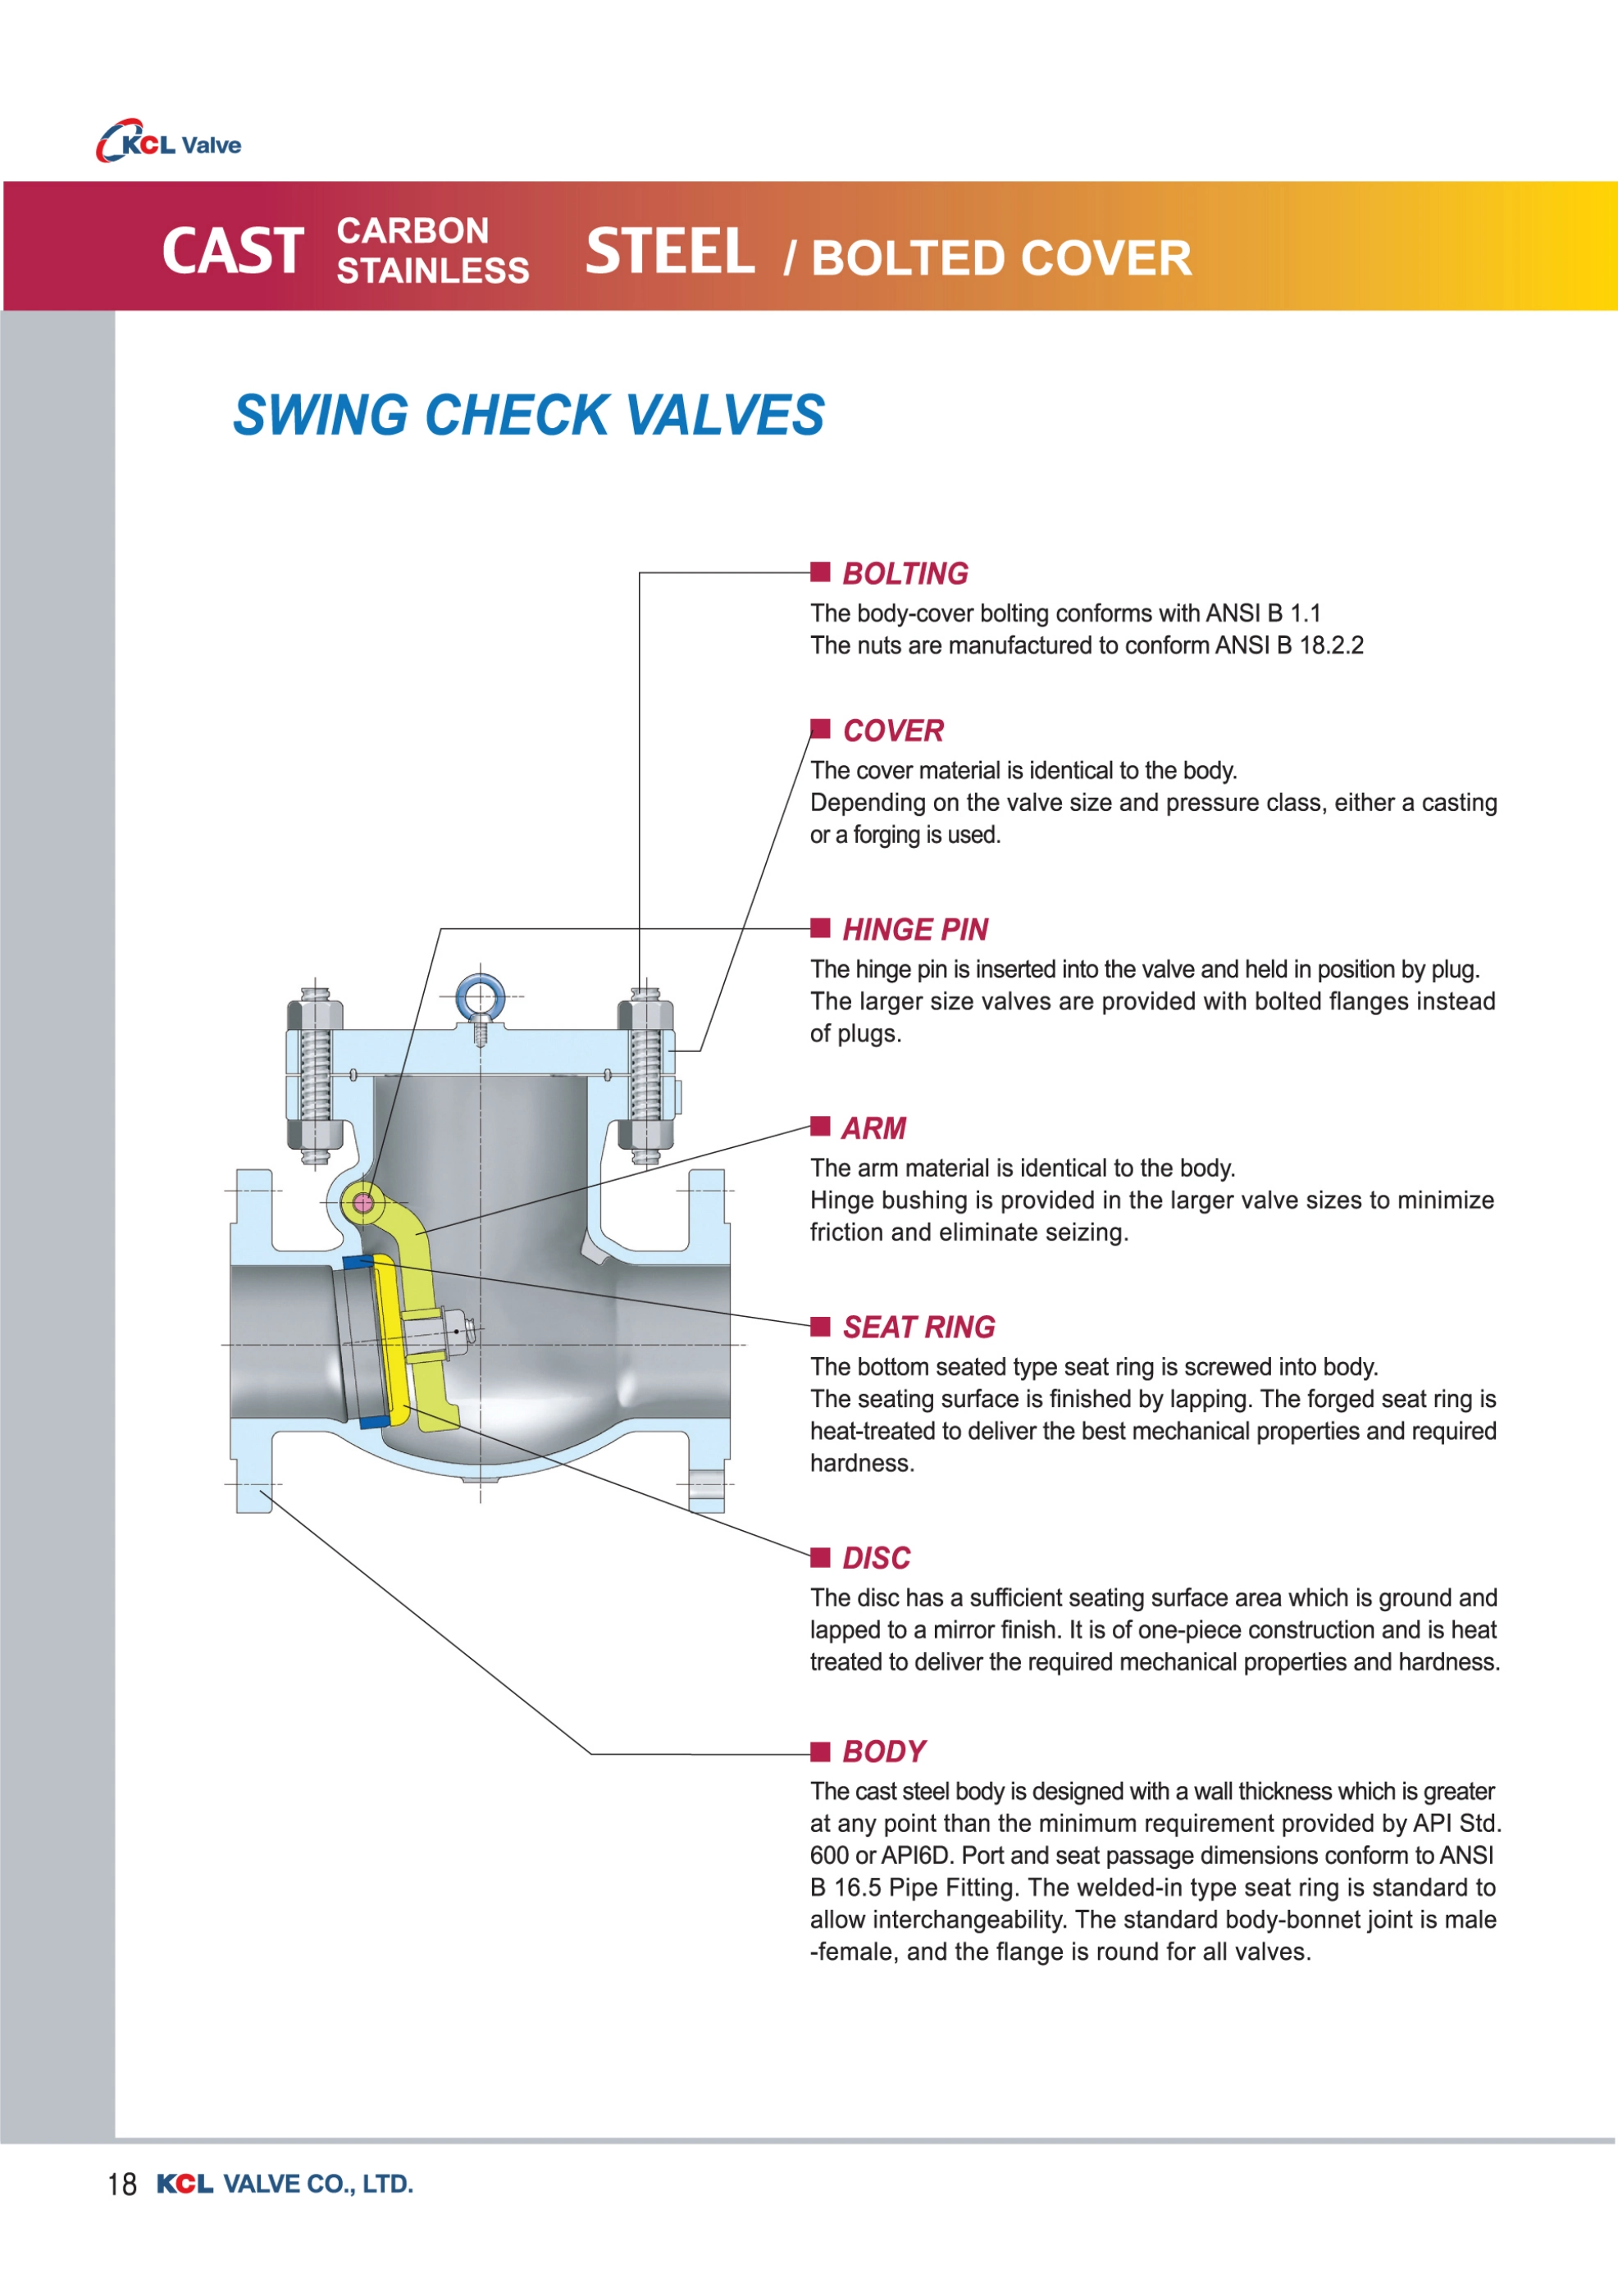 KCL Valve
CAST CARBON STAINLESS STEEL / BOLTED COVER
SWING CHECK VALVES
BOLTING
The body-cover bolting conforms with ANSI B 1.1
The nuts are manufactured to conform ANSI B 18.2.2
COVER
The cover material is identical to the body.
Depending on the valve size and pressure class, either a casting
or a forging is used.
HINGE PIN
The hinge pin is inserted into the valve and held in position by plug.
The larger size valves are provided with bolted flanges instead
of plugs.
ARM
The arm material is identical to the body.
Hinge bushing is provided in the larger valve sizes to minimize
friction and eliminate seizing.
SEAT RING
The bottom seated type seat ring is screwed into body.
The seating surface is finished by lapping. The forged seat ring is
heat-treated to deliver the best mechanical properties and required
hardness.
DISC
The disc has a sufficient seating surface area which is ground and
lapped to a mirror finish. It is of one-piece construction and is heat
treated to deliver the required mechanical properties and hardness.
BODY
The cast steel body is designed with a wall thickness which is greater
at any point than the minimum requirement provided by API Std.
600 or API6D. Port and seat passage dimensions conform to ANSI
B 16.5 Pipe Fitting. The welded-in type seat ring is standard to
allow interchangeability. The standard body-bonnet joint is male
-female, and the flange is round for all valves.
18 KCL VALVE CO., LTD.